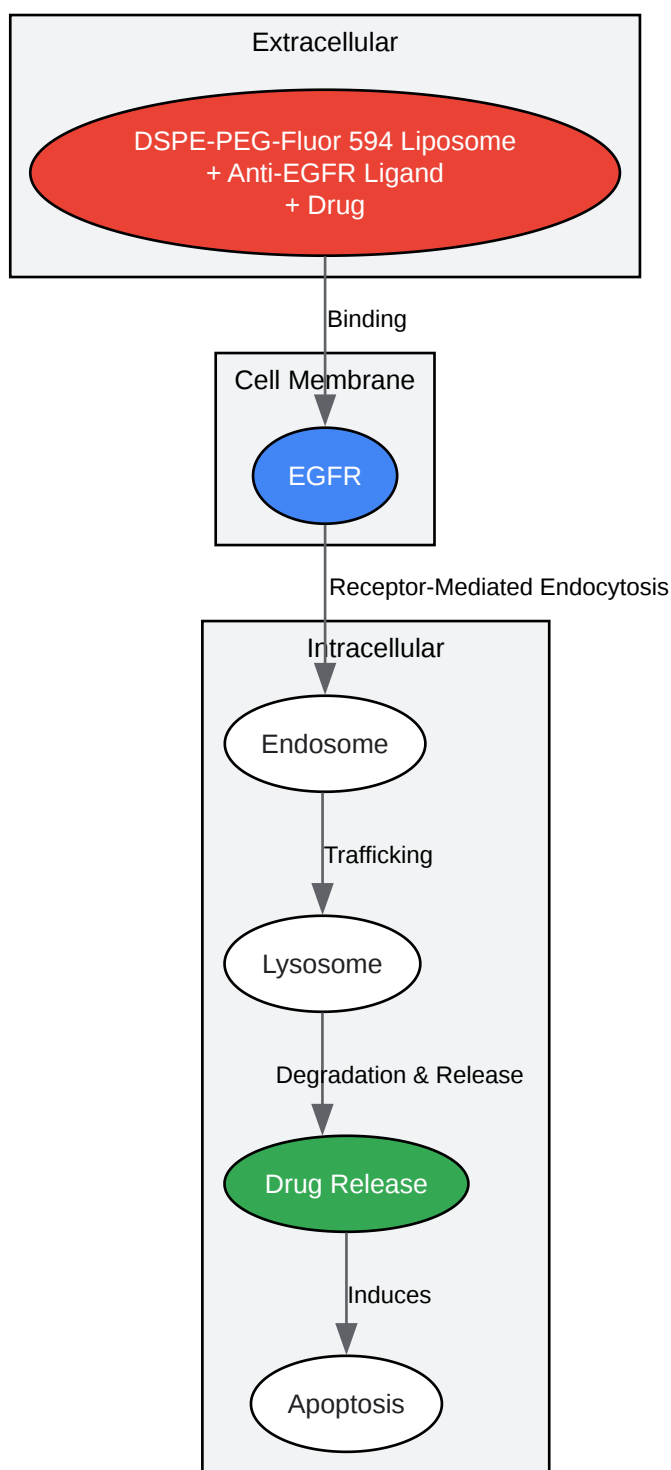 Extracellular
DSPE-PEG-Fluor 594 Liposome
+ Anti-EGFR Ligand
+ Drug
Binding
Cell Membrane
EGFR
Receptor-Mediated Endocytosis
Intracellular
Endosome
Trafficking
Lysosome
Degradation & Release
Drug Release
Induces
Apoptosis